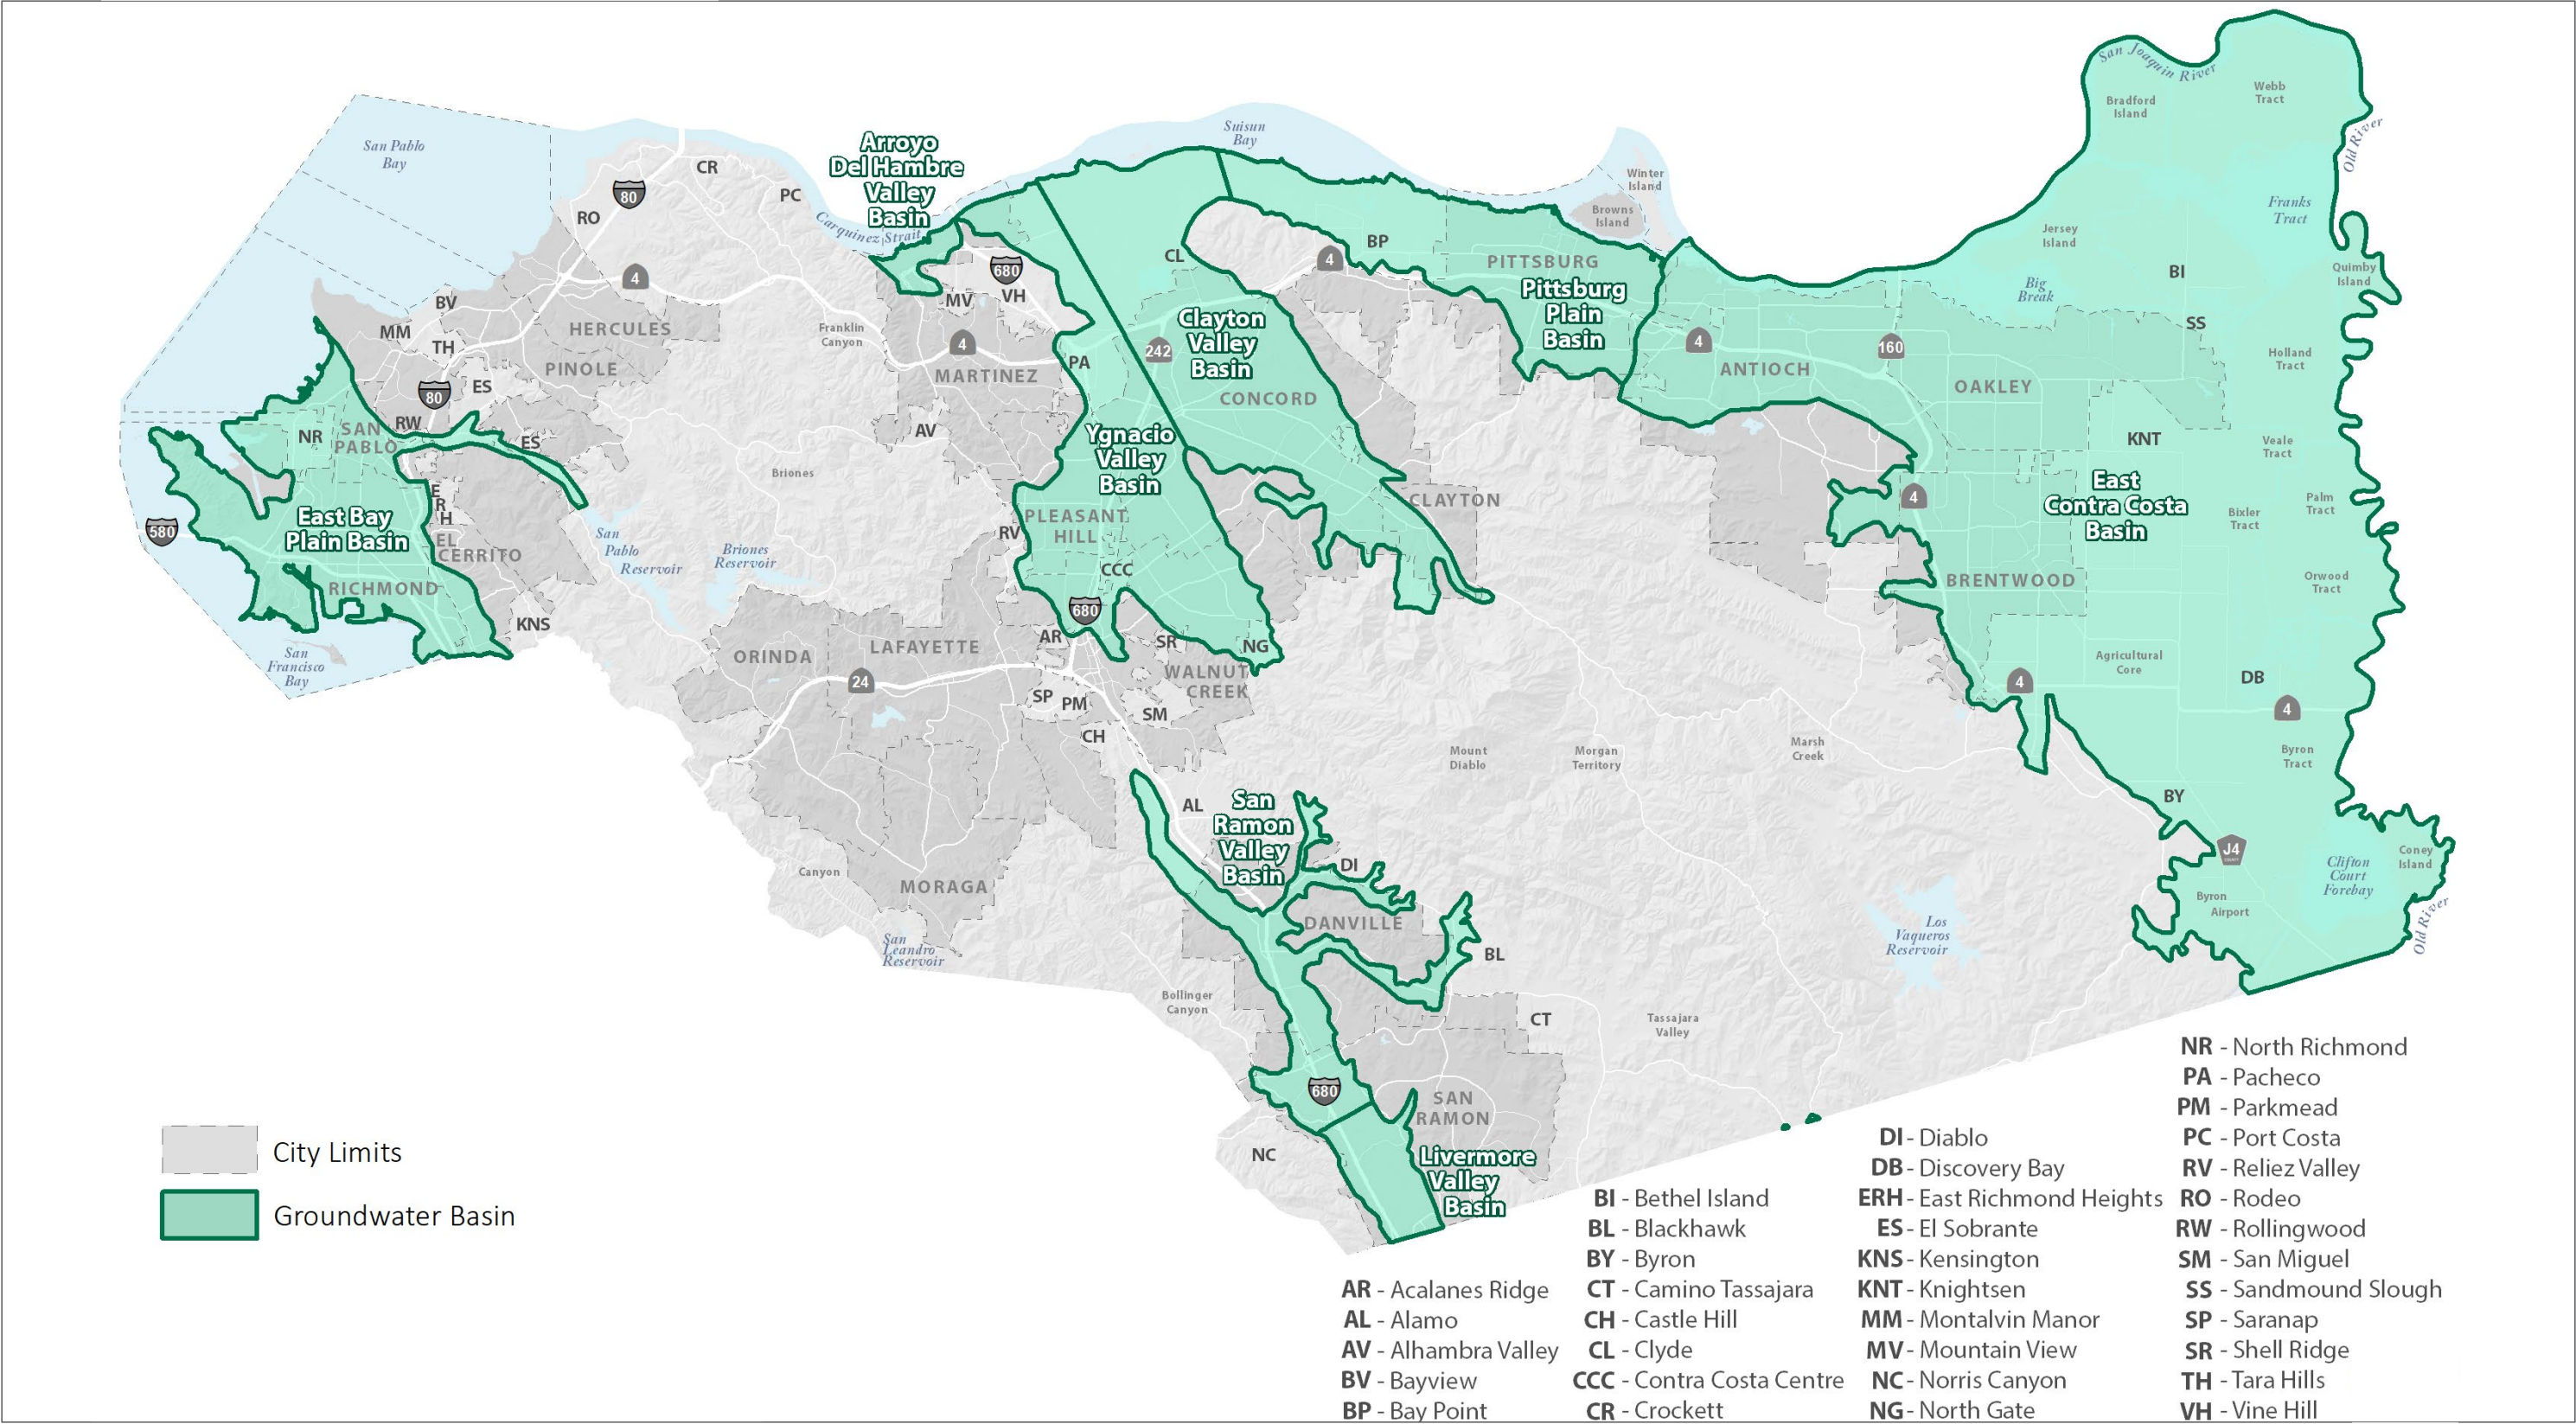 San Pablo
Bay
CR
80
PC
RO
Carquinez Strait
4
BV
MM
TH
HERCULES
PINOLE
ES
80
RW
NR
SAN
PABLO
ES
E
R
H
East Bay
Plain Basin
EL
CERRITO
580
RICHMOND
KNS
San
Francisco
Bay
San
Pablo
Reservoir
Briones
Reservoir
Briones
Franklin
Canyon
Arroyo
Del Hambre
Valley
Basin
680
MV
VH
4
MARTINEZ
AV
PA
Suisun
Bay
CL
Clayton
Valley
Basin
242
CONCORD
Ygnacio
Valley
Basin
CLAYTON
PLEASANT
HILL
RV
CCC
680
AR
SR
NG
WALNUT
CREEK
LAFAYETTE
ORINDA
24
SP
PM
SM
CH
4
BP
Winter
Island
Browns
Island
PITTSBURG
Pittsburg
Plain
Basin
4
ANTIOCH
160
OAKLEY
San Joaquin River
Bradford
Island
Webb
Tract
Old River
Franks
Tract
Jersey
Island
BI
Big
Break
Quimby
Island
SS
Holland
Tract
KNT
Veale
Tract
East
Contra Costa
Basin
4
Palm
Tract
Bixler
Tract
BRENTWOOD
Orwood
Tract
Agricultural
Core
DB
4
4
Byron
Tract
Mount
Diablo
Morgan
Territory
Marsh
Creek
BY
J4
Clifton
Court
Forebay
Coney
Island
Byron
Airport
Old River
AL
San
Ramon
Valley
Basin
DI
DANVILLE
BL
Canyon
MORAGA
San
Leandro
Reservoir
Bollinger
Canyon
CT
Tassajara
Valley
Los
Vaqueros
Reservoir
680
SAN
RAMON
NC
Livermore
Valley
Basin
City Limits
Groundwater Basin
AR - Acalanes Ridge
AL - Alamo
AV - Alhambra Valley
BV - Bayview
BP - Bay Point
BI - Bethel Island
BL - Blackhawk
BY - Byron
CT - Camino Tassajara
CH - Castle Hill
CL - Clyde
CCC - Contra Costa Centre
CR - Crockett
DI - Diablo
DB - Discovery Bay
ERH - East Richmond Heights
ES - El Sobrante
KNS - Kensington
KNT - Knightsen
MM - Montalvin Manor
MV - Mountain View
NC - Norris Canyon
NG - North Gate
NR - North Richmond
PA - Pacheco
PM - Parkmead
PC - Port Costa
RV - Reliez Valley
RO - Rodeo
RW - Rollingwood
SM - San Miguel
SS - Sandmound Slough
SP - Saranap
SR - Shell Ridge
TH - Tara Hills
VH - Vine Hill